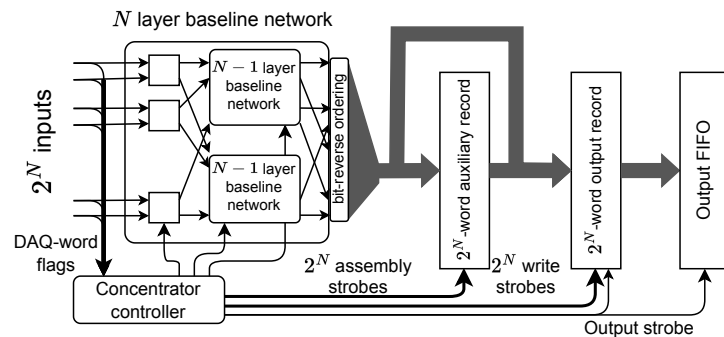 N layer baseline network
2^N inputs
N − 1 layer
baseline
network
N − 1 layer
baseline
network
bit-reverse ordering
2^N-word auxiliary record
2^N-word output record
Output FIFO
DAQ-word
flags
2^N assembly
strobes
2^N write
strobes
Concentrator
controller
Output strobe